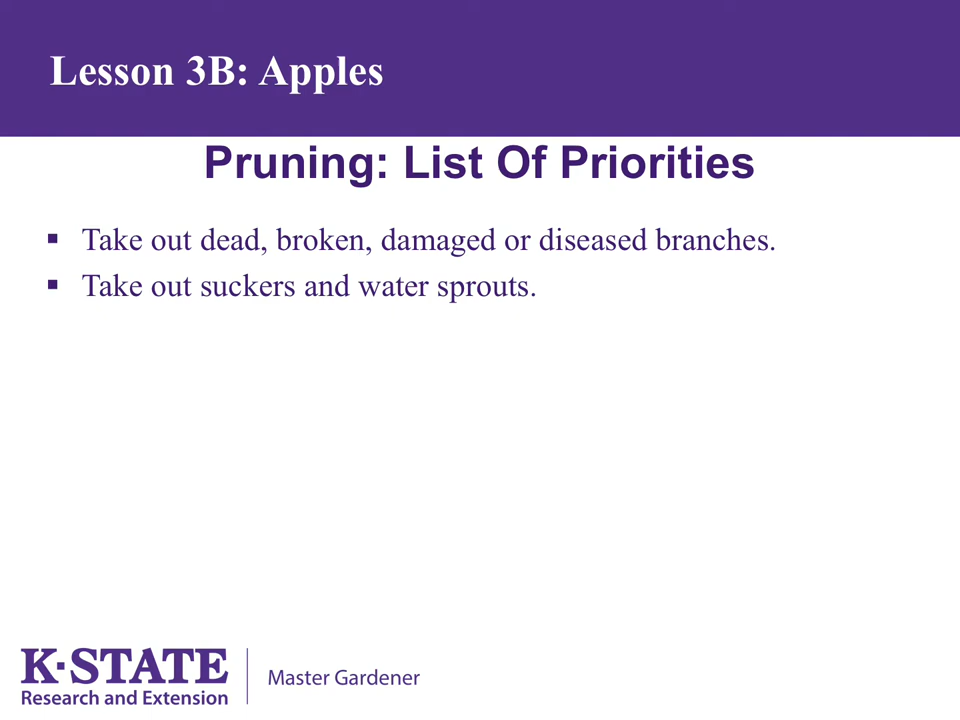 Lesson 3B: Apples
Pruning: List Of Priorities
▪ Take out dead, broken, damaged or diseased branches.
▪ Take out suckers and water sprouts.
K·STATE
Research and Extension
Master Gardener